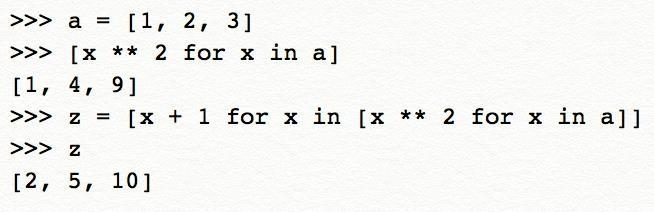 >>> a = [1, 2, 3]
>>> [x ** 2 for x in a]
[1, 4, 9]
>>> z = [x + 1 for x in [x ** 2 for x in a]]
>>> z
[2, 5, 10]